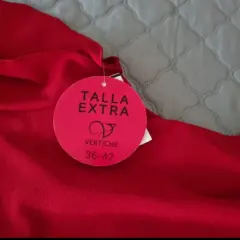 TALLA
EXTRA
V
VERTICHE
36-42